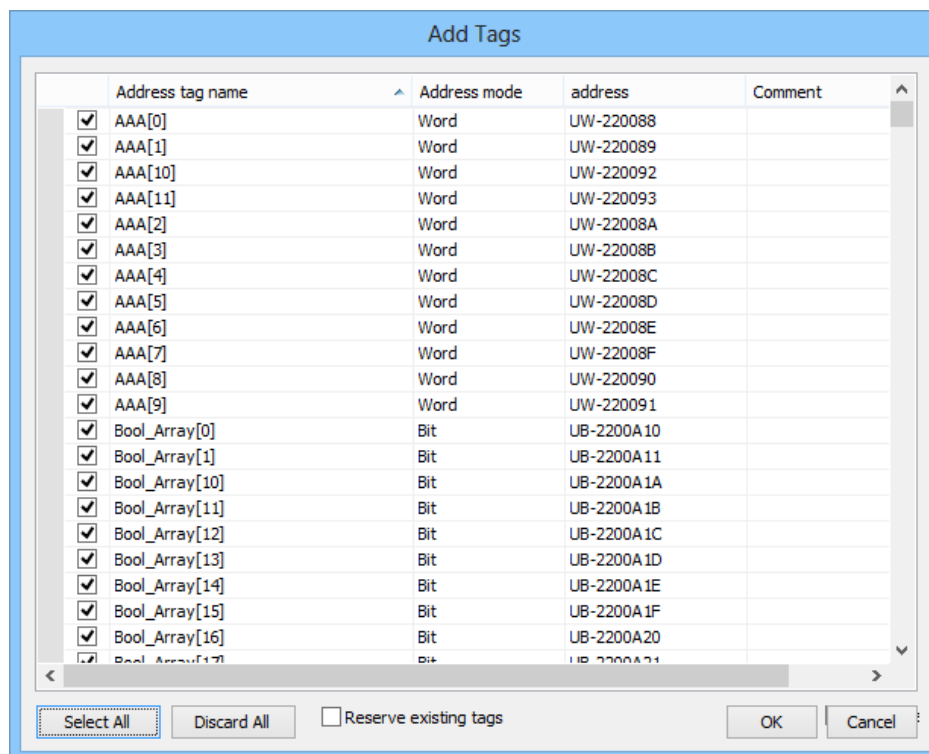 Add Tags
Address tag name Address mode address Comment
AAA[0] Word UW-220088
AAA[1] Word UW-220089
AAA[10] Word UW-220092
AAA[11] Word UW-220093
AAA[2] Word UW-22008A
AAA[3] Word UW-22008B
AAA[4] Word UW-22008C
AAA[5] Word UW-22008D
AAA[6] Word UW-22008E
AAA[7] Word UW-22008F
AAA[8] Word UW-220090
AAA[9] Word UW-220091
Bool_Array[0] Bit UB-2200A10
Bool_Array[1] Bit UB-2200A11
Bool_Array[10] Bit UB-2200A1A
Bool_Array[11] Bit UB-2200A1B
Bool_Array[12] Bit UB-2200A1C
Bool_Array[13] Bit UB-2200A1D
Bool_Array[14] Bit UB-2200A1E
Bool_Array[15] Bit UB-2200A1F
Bool_Array[16] Bit UB-2200A20
Bool_Array[17] Bit UB-2200A21
Select All Discard All Reserve existing tags OK Cancel